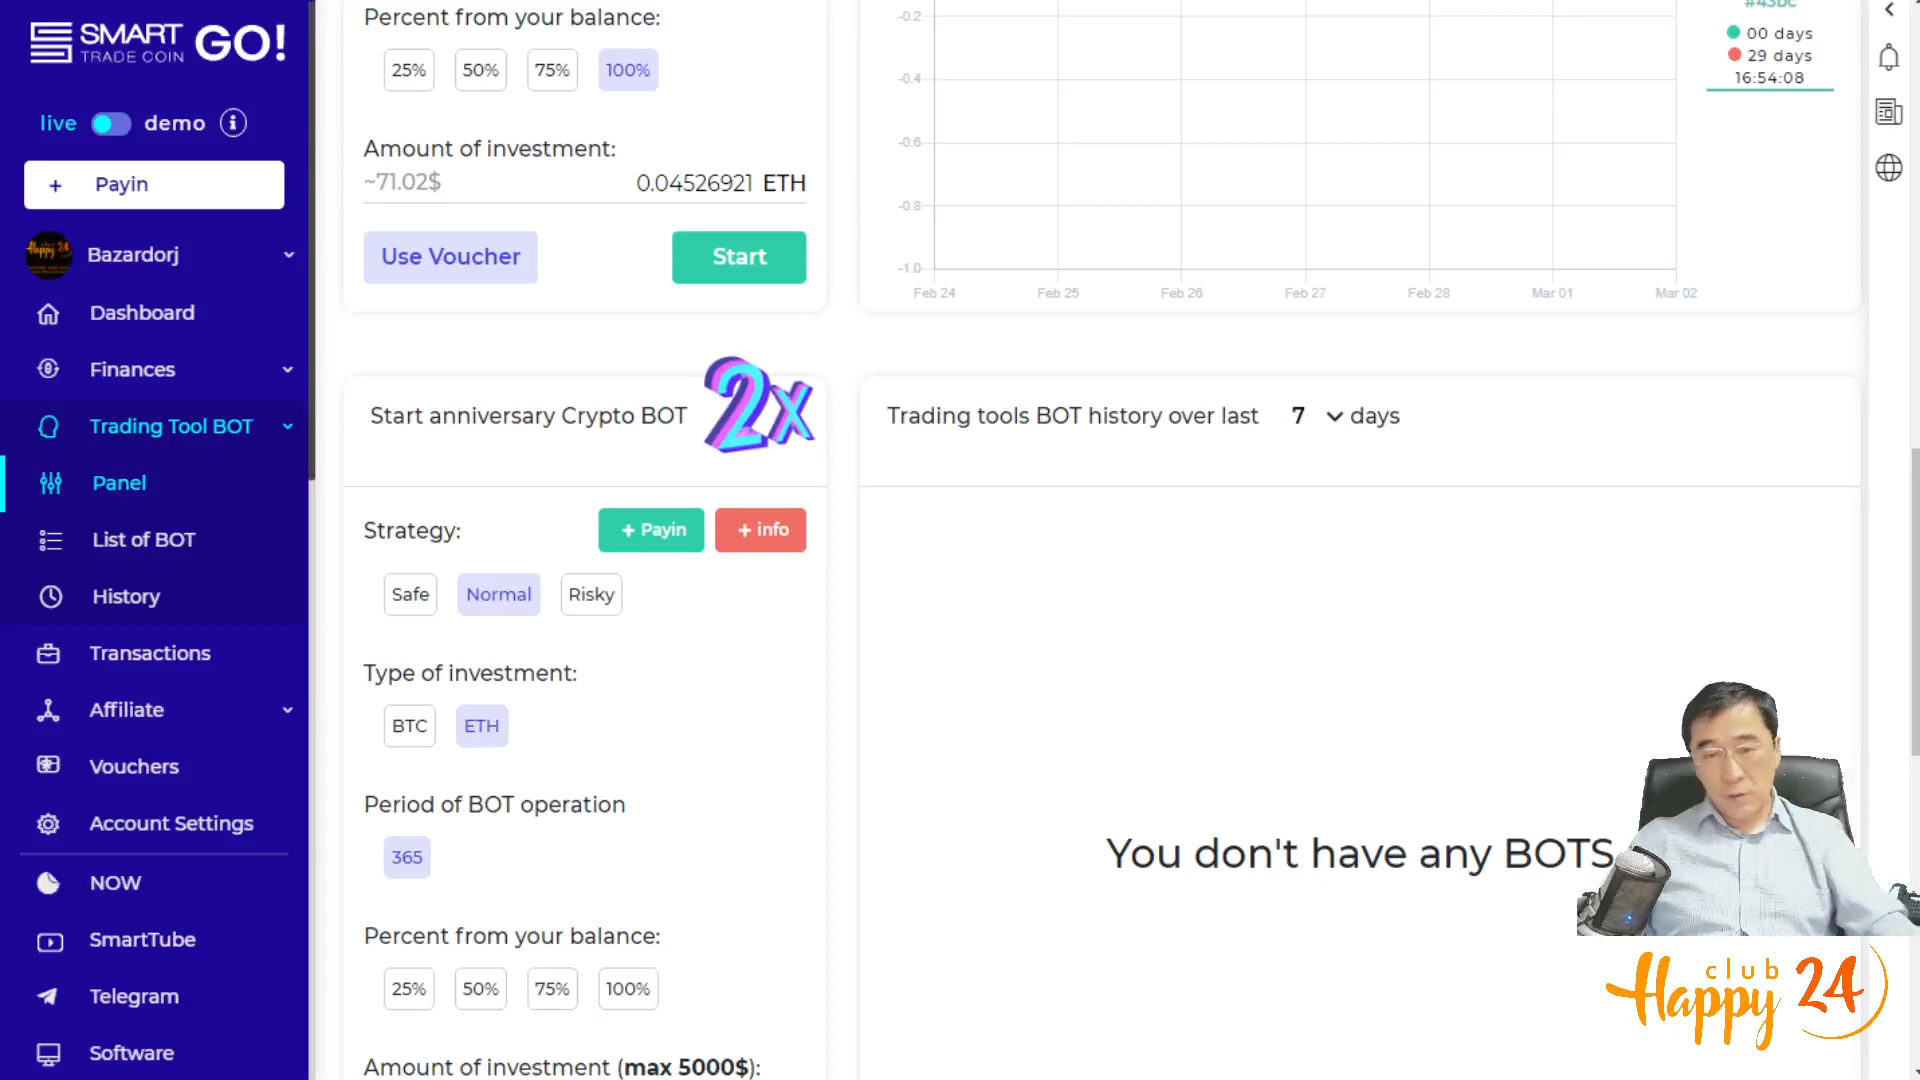 SMART
TRADE COIN
GO!
live
demo
+ Payin
Happy 24
Bazardorj
Dashboard
Finances
Trading Tool BOT
Panel
List of BOT
History
Transactions
Affiliate
Vouchers
Account Settings
NOW
SmartTube
Telegram
Software
Percent from your balance:
25% 50% 75% 100%
Amount of investment:
~71.02$ 0.04526921 ETH
Use Voucher Start
-0.2
-0.4
-0.6
-0.8
-1.0
Feb 24 Feb 25 Feb 26 Feb 27 Feb 28 Mar 01 Mar 02
#43bc
00 days
29 days
16:54:08
Start anniversary Crypto BOT
2x
Strategy: + Payin + info
Safe Normal Risky
Type of investment:
BTC ETH
Period of BOT operation
365
Percent from your balance:
25% 50% 75% 100%
Amount of investment (max 5000$):
Trading tools BOT history over last 7 days
You don't have any BOTS
club
Happy 24